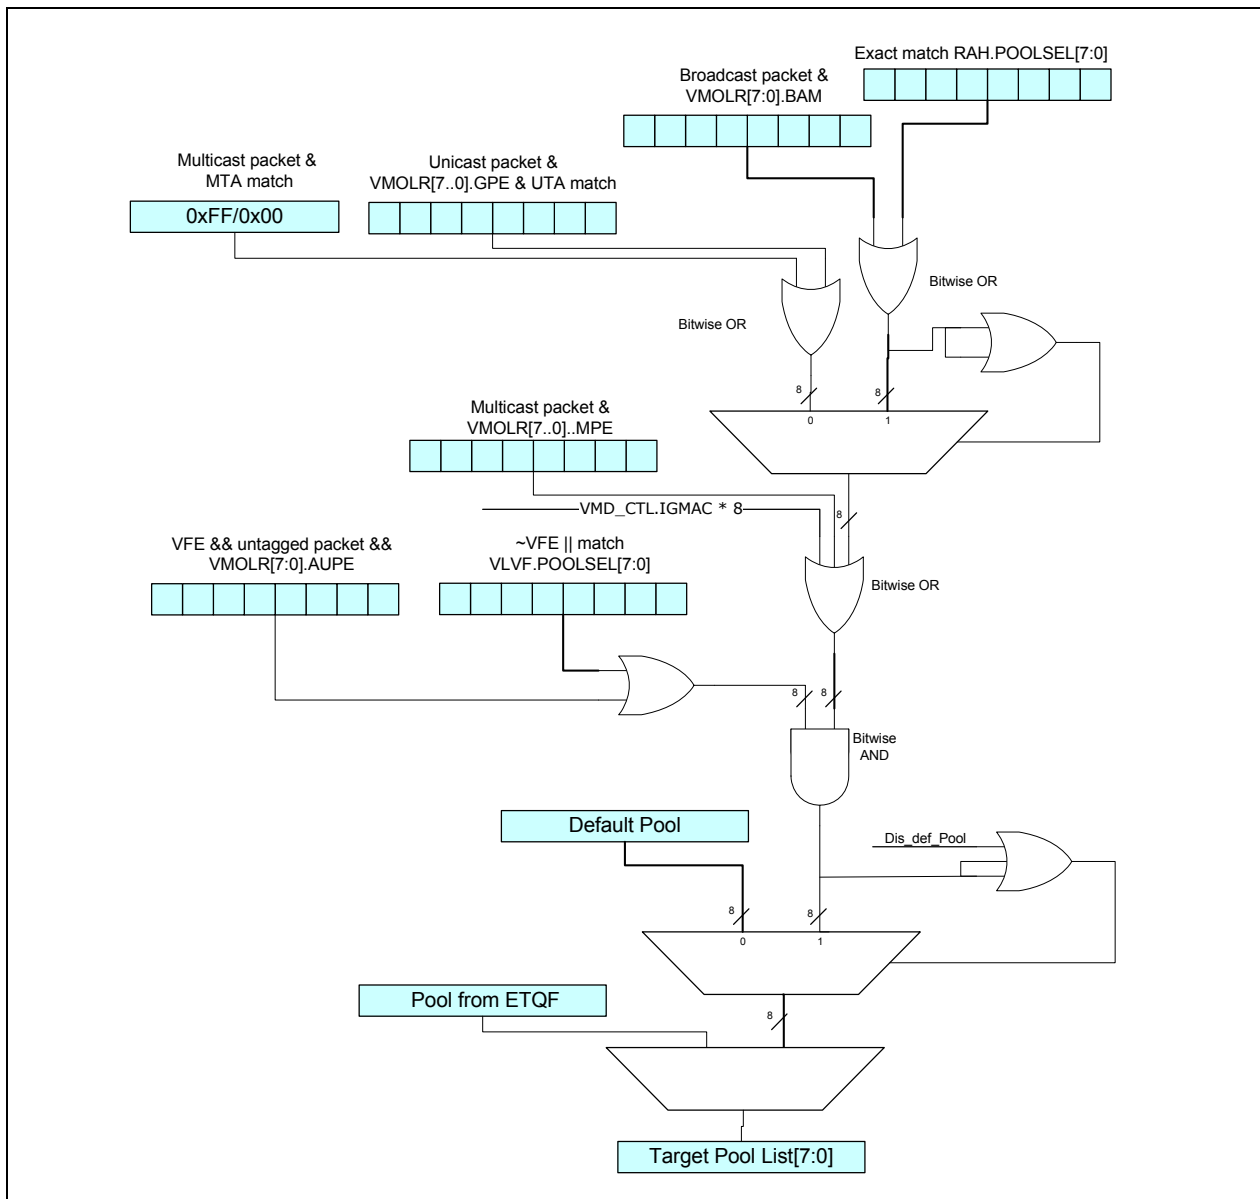 Exact match RAH.POOLSEL[7:0]
Broadcast packet &
VMOLR[7:0].BAM
Multicast packet &
MTA match
0xFF/0x00
Unicast packet &
VMOLR[7..0].GPE & UTA match
Bitwise OR
Bitwise OR
8
8
0
1
Multicast packet &
VMOLR[7..0]..MPE
VMD_CTL.IGMAC * 8
8
VFE && untagged packet &&
VMOLR[7:0].AUPE
~VFE || match
VLVF.POOLSEL[7:0]
Bitwise OR
8
8
Bitwise
AND
Default Pool
Dis_def_Pool
8
8
0
1
Pool from ETQF
8
Target Pool List[7:0]